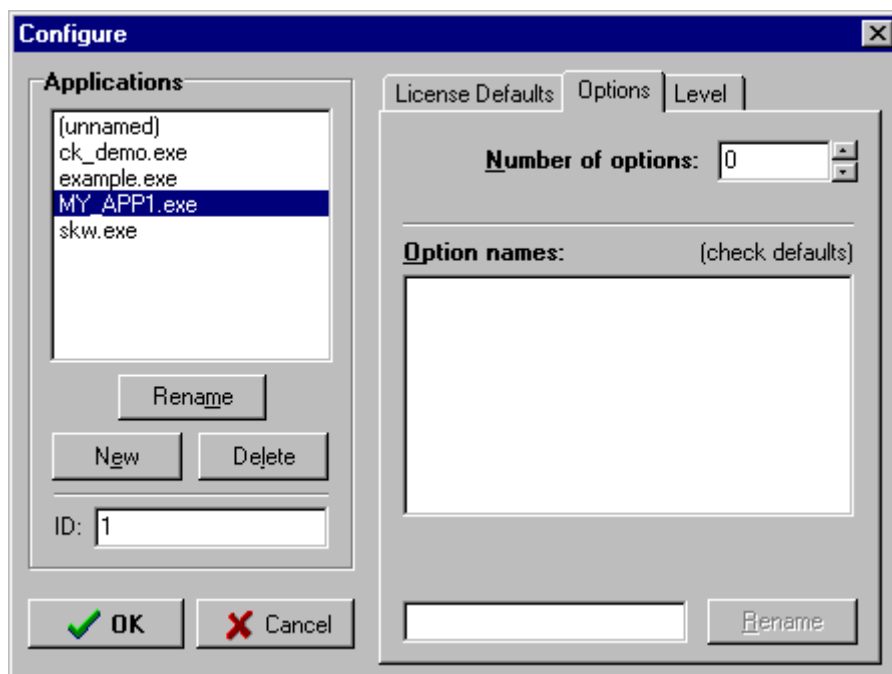 Configure
Applications
(unnamed)
ck_demo.exe
example.exe
MY_APP1.exe
skw.exe
Rename
New
Delete
ID: 1
OK
Cancel
License Defaults
Options
Level
Number of options: 0
Option names: (check defaults)
Rename